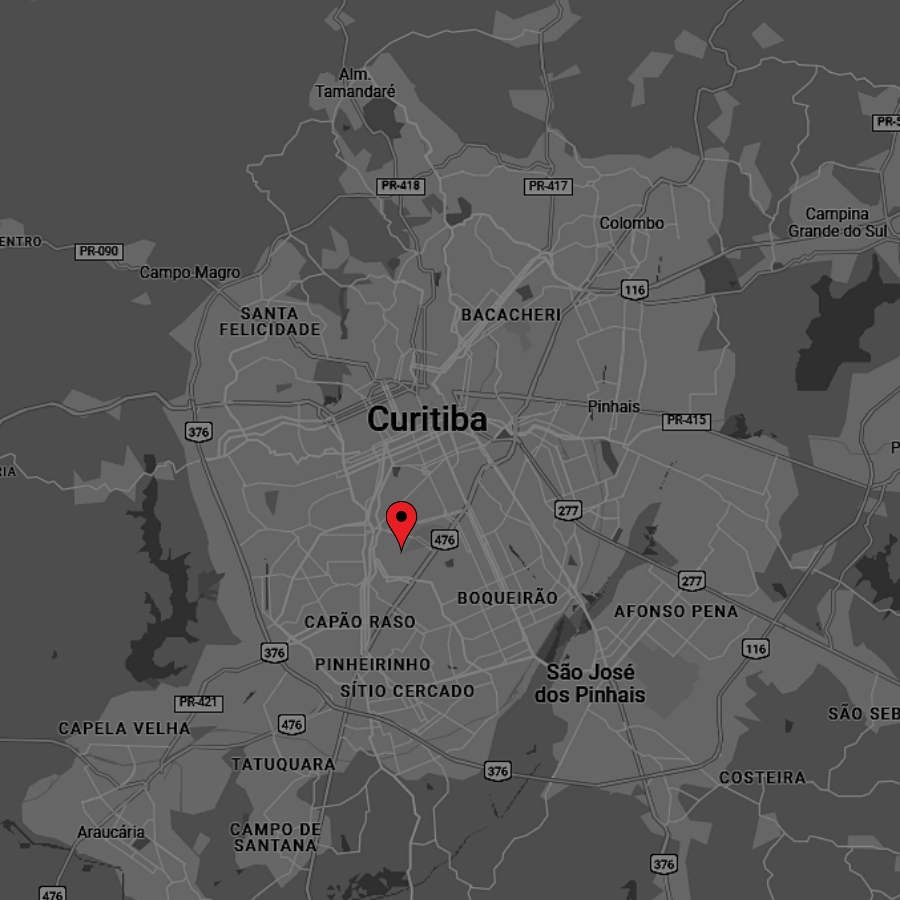 Alm.
Tamandaré
PR-418
PR-417
Colombo
Campina
Grande do Sul
ENTRO
PR-090
Campo Magro
116
SANTA
FELICIDADE
BACACHERI
Pinhais
PR-415
Curitiba
376
277
476
277
BOQUEIRÃO
AFONSO PENA
CAPÃO RASO
116
376
PINHEIRINHO
São José
dos Pinhais
SÍTIO CERCADO
PR-421
476
CAPELA VELHA
SÃO SEB
TATUQUARA
376
COSTEIRA
Araucária
CAMPO DE
SANTANA
376
476